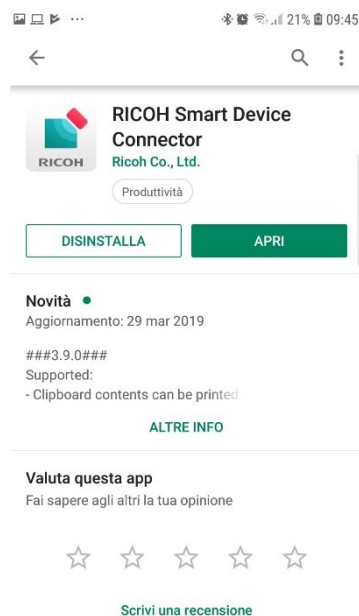 21% 09:45
RICOH Smart Device
Connector
RICOH
Ricoh Co., Ltd.
Produttività
DISINSTALLA
APRI
Novità
Aggiornamento: 29 mar 2019
###3.9.0###
Supported:
- Clipboard contents can be printed
ALTRE INFO
Valuta questa app
Fai sapere agli altri la tua opinione
Scrivi una recensione